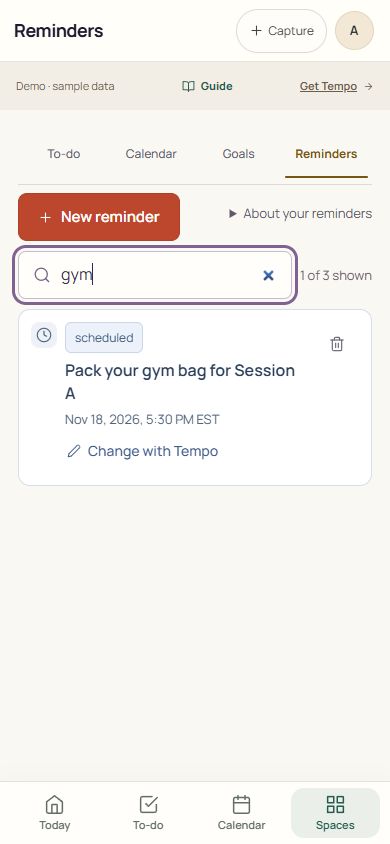 Reminders
Capture
A
Demo · sample data
Guide
Get Tempo →
To-do
Calendar
Goals
Reminders
+ New reminder
▶ About your reminders
gym
1 of 3 shown
scheduled
Pack your gym bag for Session
A
Nov 18, 2026, 5:30 PM EST
Change with Tempo
Today
To-do
Calendar
Spaces